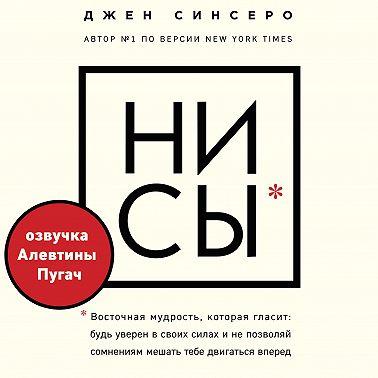 ДЖЕН СИНСЕРО
АВТОР №1 ПО ВЕРСИИ NEW YORK TIMES
НИ
СЫ*
озвучка
Алевтины
Пугач
* Восточная мудрость, которая гласит:
будь уверен в своих силах и не позволяй
сомнениям мешать тебе двигаться вперед